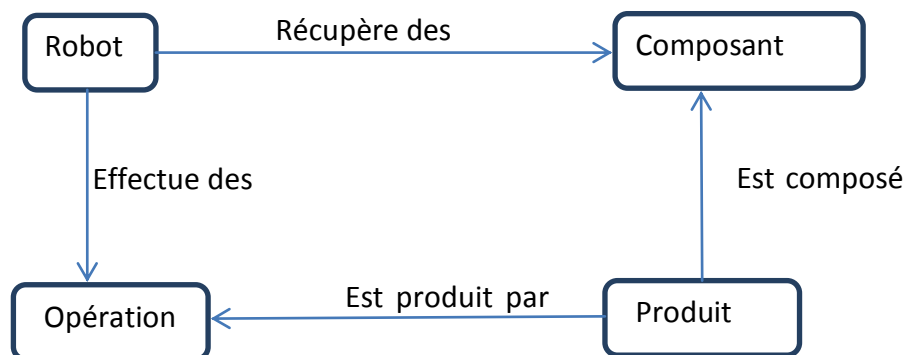 Robot
Récupère des
Composant
Effectue des
Est composé
Opération
Est produit par
Produit